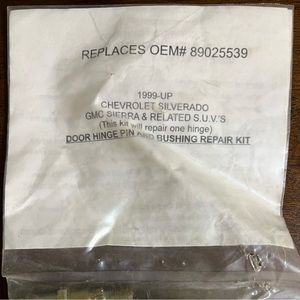 REPLACES OEM# 89025539
1999-UP
CHEVROLET SILVERADO
GMC SIERRA & RELATED S.U.V.'S
(This kit will repair one hinge)
DOOR HINGE PIN AND BUSHING REPAIR KIT